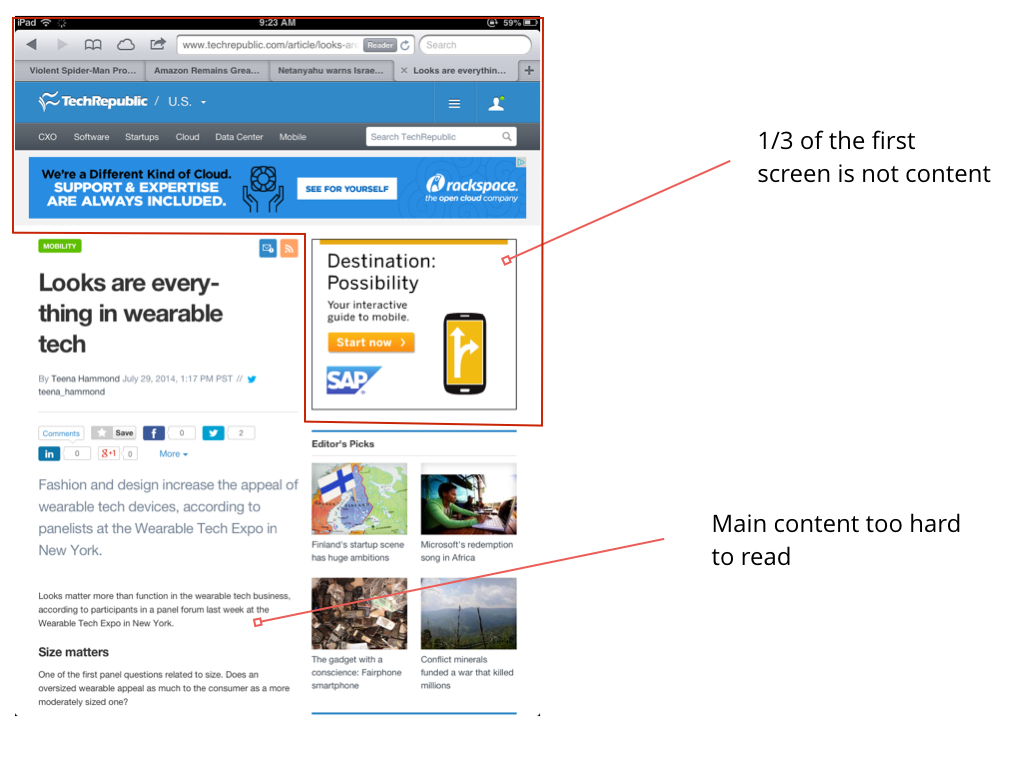 iPad 9:23 AM 59%
www.techrepublic.com/article/looks-ar Reader Search
Violent Spider-Man Pro... Amazon Remains Grea... Netanyahu warns Israe... × Looks are everythin... +
TechRepublic / U.S.
CXO Software Startups Cloud Data Center Mobile Search TechRepublic
We're a Different Kind of Cloud.
SUPPORT & EXPERTISE
ARE ALWAYS INCLUDED.
SEE FOR YOURSELF
rackspace.
the open cloud company
MOBILITY
Looks are every-
thing in wearable
tech
By Teena Hammond July 29, 2014, 1:17 PM PST //
teena_hammond
Comments Save f 0 2
in 0 g+1 0 More
Fashion and design increase the appeal of
wearable tech devices, according to
panelists at the Wearable Tech Expo in
New York.
Looks matter more than function in the wearable tech business,
according to participants in a panel forum last week at the
Wearable Tech Expo in New York.
Size matters
One of the first panel questions related to size. Does an
oversized wearable appeal as much to the consumer as a more
moderately sized one?
Destination:
Possibility
Your interactive
guide to mobile.
Start now >
SAP
Editor's Picks
Finland's startup scene
has huge ambitions
Microsoft's redemption
song in Africa
The gadget with a
conscience: Fairphone
smartphone
Conflict minerals
funded a war that killed
millions
1/3 of the first
screen is not content
Main content too hard
to read